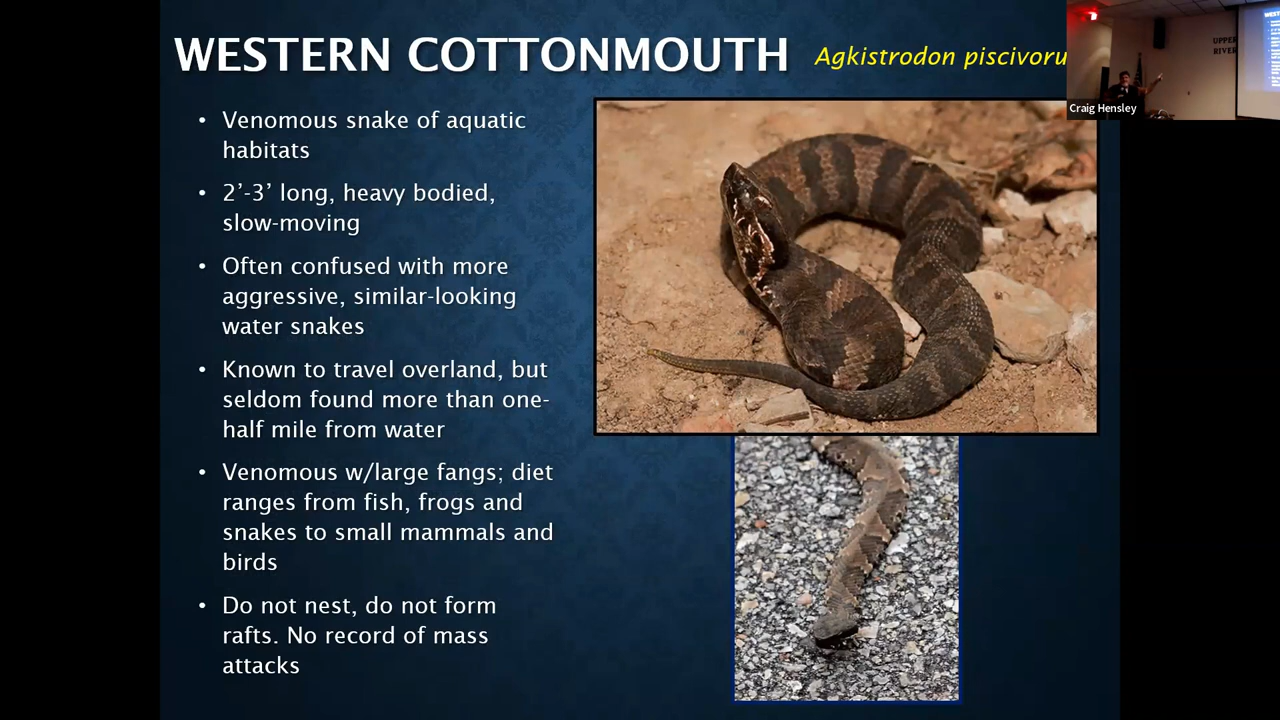 WESTERN COTTONMOUTH Agkistrodon piscivoru
Craig Hensley
UPPER
RIVER
• Venomous snake of aquatic
habitats
• 2’-3’ long, heavy bodied,
slow-moving
• Often confused with more
aggressive, similar-looking
water snakes
• Known to travel overland, but
seldom found more than one-
half mile from water
• Venomous w/large fangs; diet
ranges from fish, frogs and
snakes to small mammals and
birds
• Do not nest, do not form
rafts. No record of mass
attacks